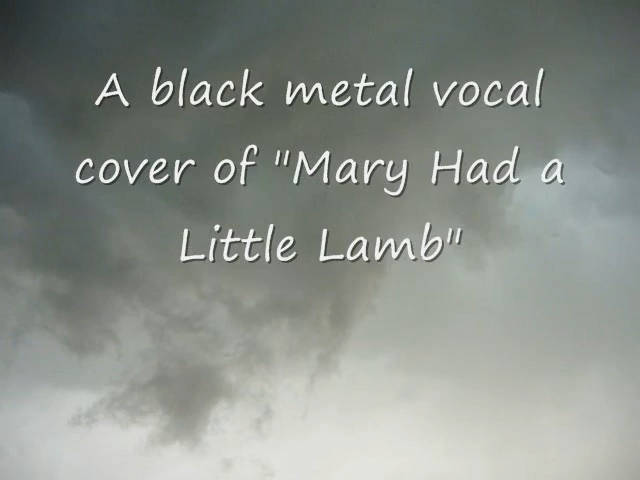 A black metal vocal
cover of "Mary Had a
Little Lamb"